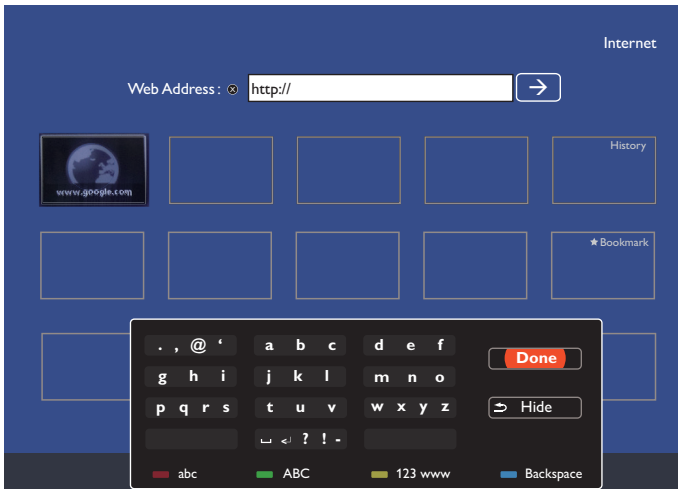 Internet
Web Address : ⓧ http:// →
www.google.com
History
★ Bookmark
. , @ ‘ a b c d e f
Done
g h i j k l m n o
p q r s t u v w x y z
Hide
␣ ↵ ? ! -
abc ABC 123 www Backspace